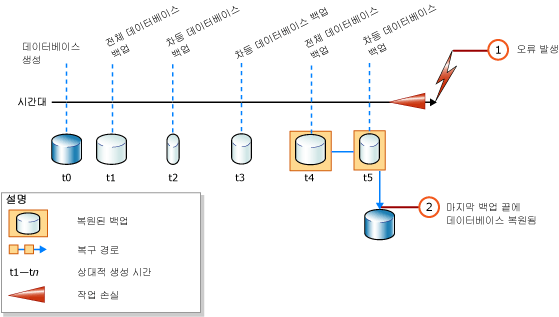 데이터베이스
생성
전체 데이터베이스
백업
차등 데이터베이스
백업
차등 데이터베이스 백업
전체 데이터베이스
백업
차등 데이터베이스
백업
1 오류 발생
시간대
t0 t1 t2 t3 t4 t5
2 마지막 백업 끝에
데이터베이스 복원됨
설명
복원된 백업
복구 경로
t1—tn 상대적 생성 시간
작업 손실